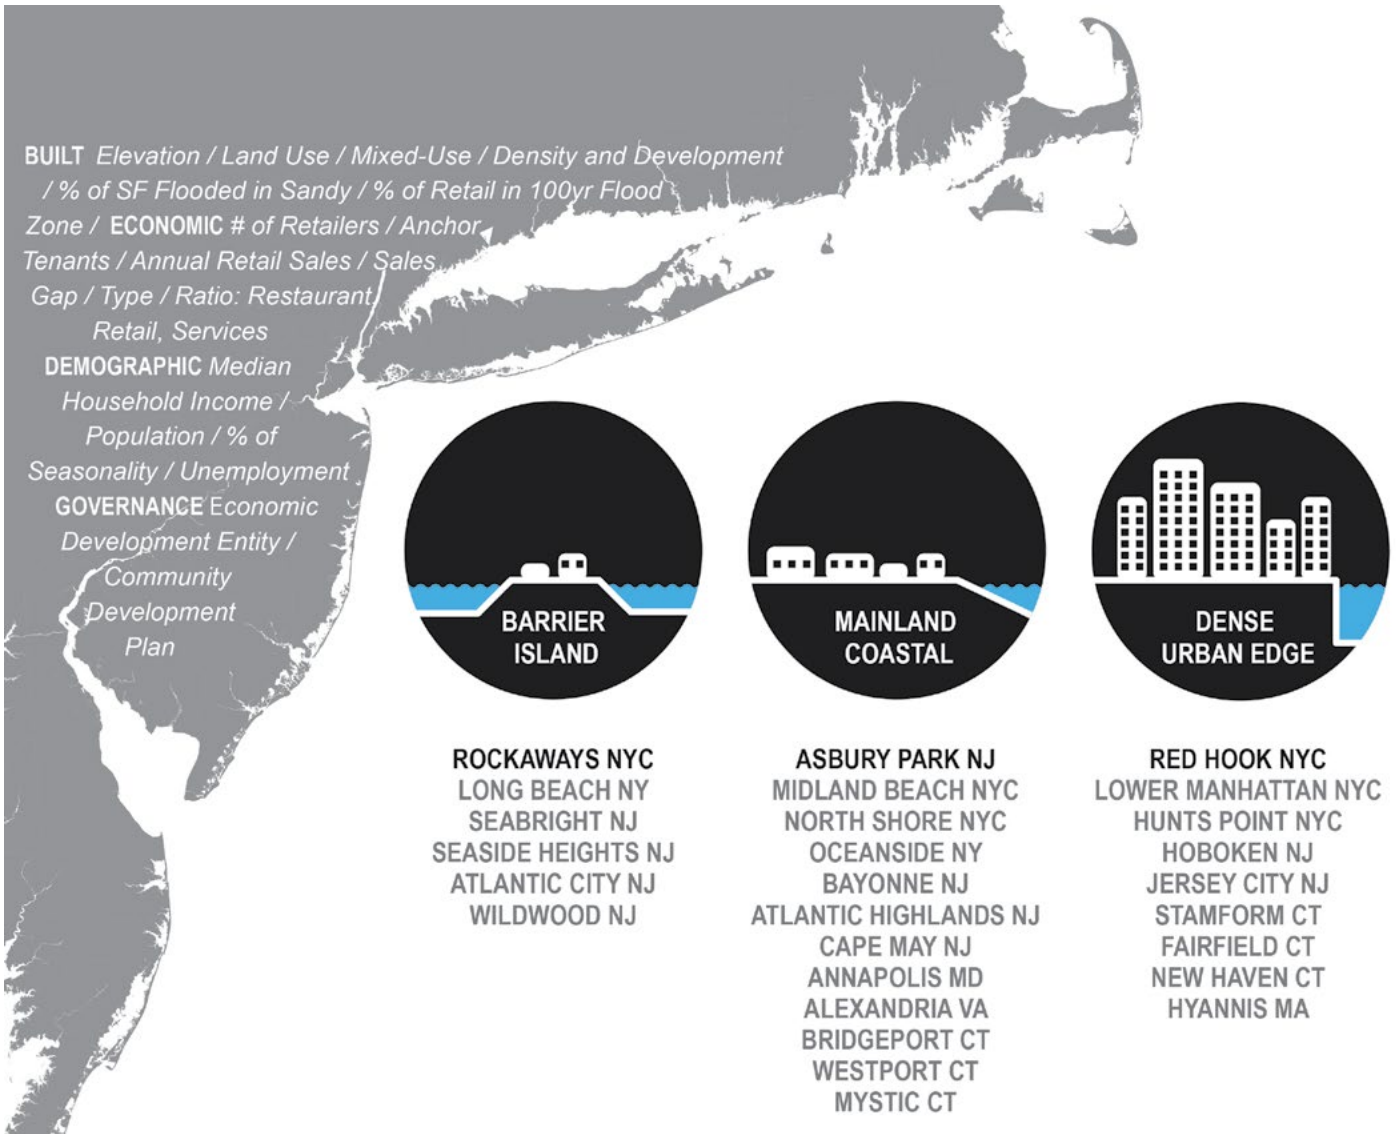 BUILT Elevation / Land Use / Mixed-Use / Density and Development
/ % of SF Flooded in Sandy / % of Retail in 100yr Flood
Zone / ECONOMIC # of Retailers / Anchor
Tenants / Annual Retail Sales / Sales
Gap / Type / Ratio: Restaurant,
Retail, Services
DEMOGRAPHIC Median
Household Income /
Population / % of
Seasonality / Unemployment
GOVERNANCE Economic
Development Entity /
Community
Development
Plan
BARRIER
ISLAND
ROCKAWAYS NYC
LONG BEACH NY
SEABRIGHT NJ
SEASIDE HEIGHTS NJ
ATLANTIC CITY NJ
WILDWOOD NJ
MAINLAND
COASTAL
ASBURY PARK NJ
MIDLAND BEACH NYC
NORTH SHORE NYC
OCEANSIDE NY
BAYONNE NJ
ATLANTIC HIGHLANDS NJ
CAPE MAY NJ
ANNAPOLIS MD
ALEXANDRIA VA
BRIDGEPORT CT
WESTPORT CT
MYSTIC CT
DENSE
URBAN EDGE
RED HOOK NYC
LOWER MANHATTAN NYC
HUNTS POINT NYC
HOBOKEN NJ
JERSEY CITY NJ
STAMFORM CT
FAIRFIELD CT
NEW HAVEN CT
HYANNIS MA